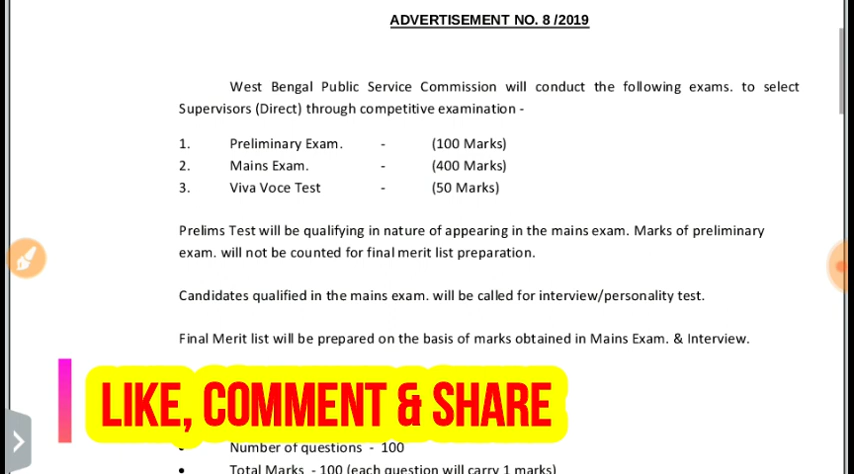 ADVERTISEMENT NO. 8 /2019
West Bengal Public Service Commission will conduct the following exams. to select
Supervisors (Direct) through competitive examination -
1. Preliminary Exam. - (100 Marks)
2. Mains Exam. - (400 Marks)
3. Viva Voce Test - (50 Marks)
Prelims Test will be qualifying in nature of appearing in the mains exam. Marks of preliminary
exam. will not be counted for final merit list preparation.
Candidates qualified in the mains exam. will be called for interview/personality test.
Final Merit list will be prepared on the basis of marks obtained in Mains Exam. & Interview.
LIKE, COMMENT & SHARE
• Number of questions - 100
• Total Marks - 100 (each question will carry 1 marks)